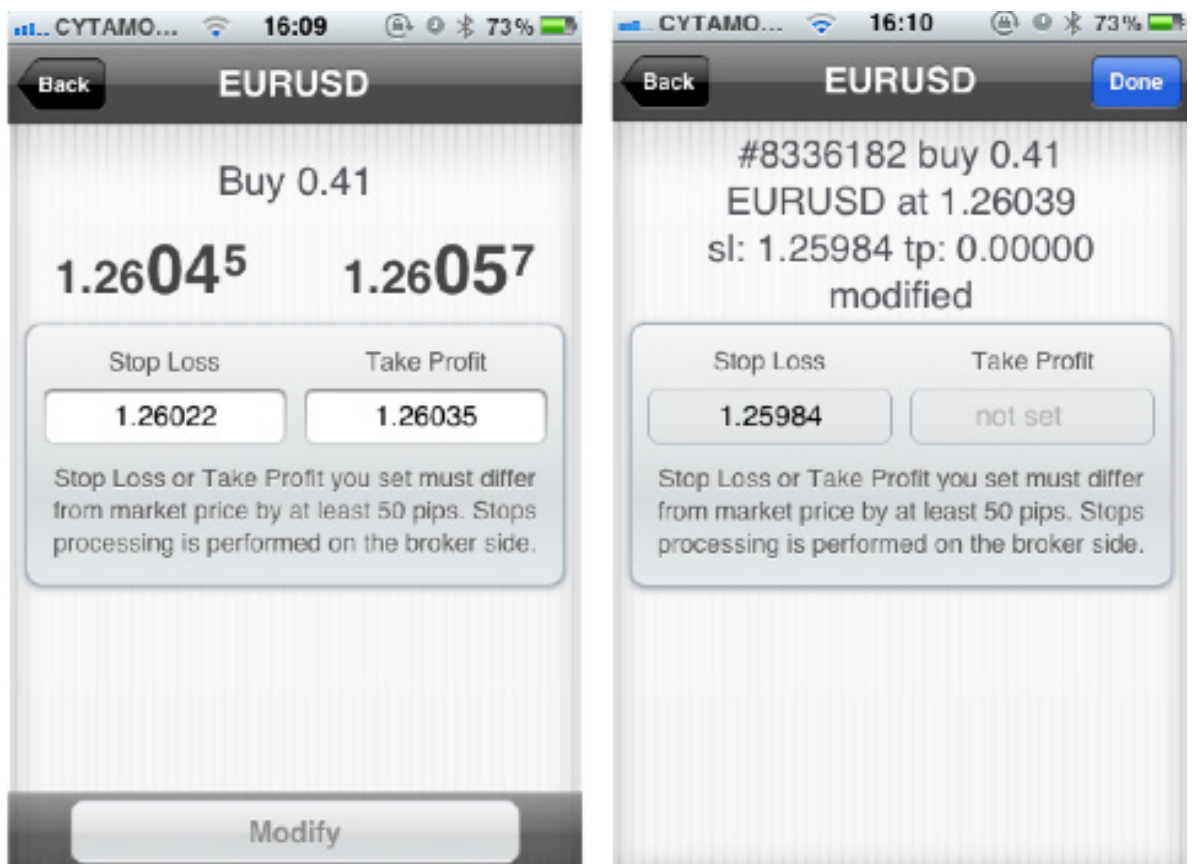 CYTAMO... 16:09 73%
Back EURUSD
Buy 0.41
1.26045 1.26057
Stop Loss Take Profit
1.26022 1.26035
Stop Loss or Take Profit you set must differ
from market price by at least 50 pips. Stops
processing is performed on the broker side.
Modify
CYTAMO... 16:10 73%
Back EURUSD Done
#8336182 buy 0.41
EURUSD at 1.26039
sl: 1.25984 tp: 0.00000
modified
Stop Loss Take Profit
1.25984 not set
Stop Loss or Take Profit you set must differ
from market price by at least 50 pips. Stops
processing is performed on the broker side.